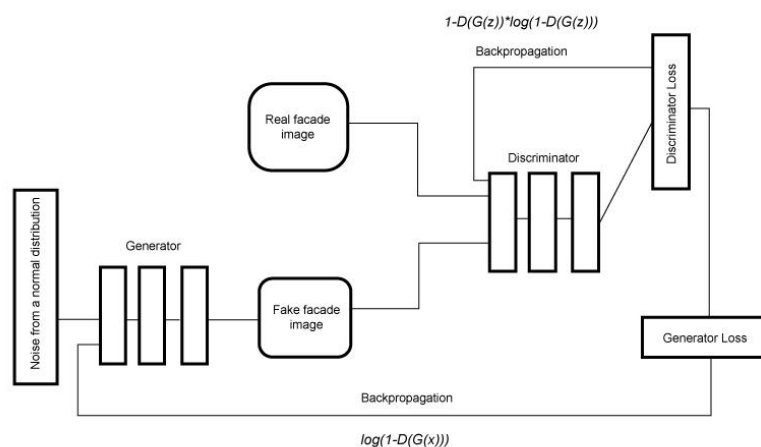 1-D(G(z))*log(1-D(G(z)))
Backpropagation
Real facade
image
Discriminator
Discriminator Loss
Noise from a normal distribution
Generator
Fake facade
image
Generator Loss
Backpropagation
log(1-D(G(x)))